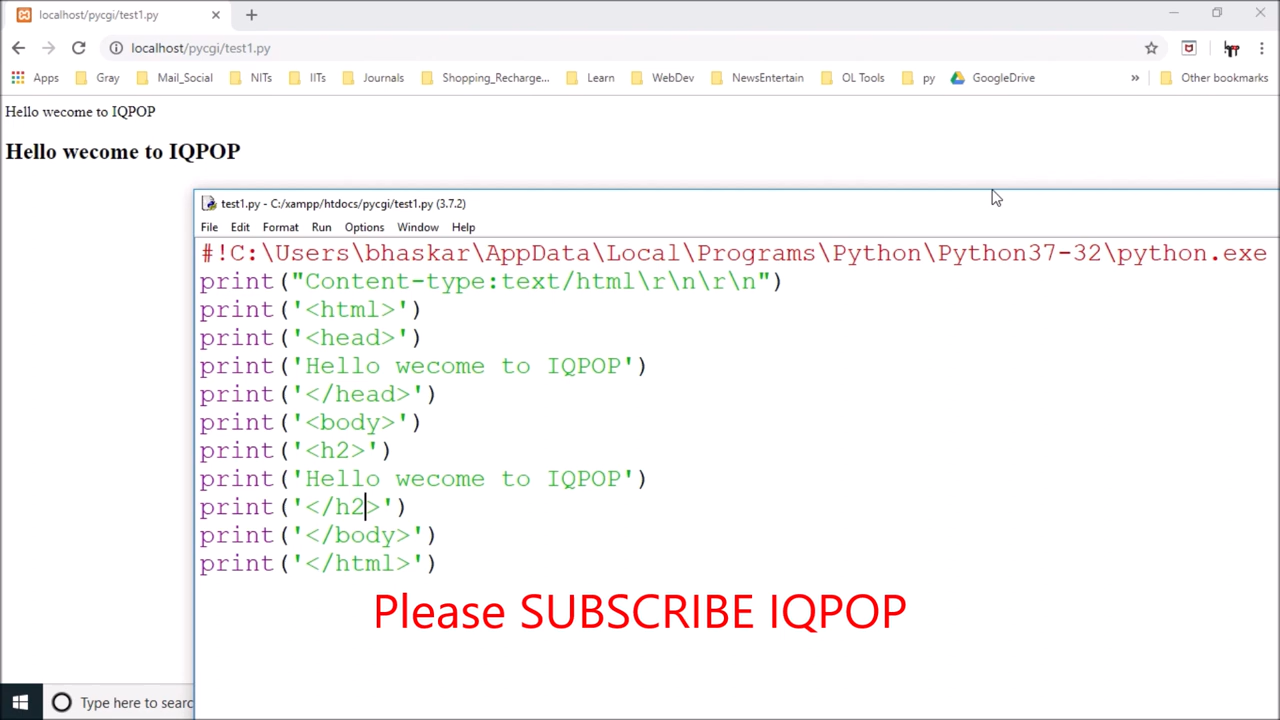 localhost/pycgi/test1.py
localhost/pycgi/test1.py
Apps Gray Mail_Social NITs IITs Journals Shopping_Recharge... Learn WebDev NewsEntertain OL Tools py GoogleDrive » Other bookmarks
Hello wecome to IQPOP
Hello wecome to IQPOP
test1.py - C:/xampp/htdocs/pycgi/test1.py (3.7.2)
File Edit Format Run Options Window Help
#!C:\Users\bhaskar\AppData\Local\Programs\Python\Python37-32\python.exe
print("Content-type:text/html\r\n\r\n")
print('<html>')
print('<head>')
print('Hello wecome to IQPOP')
print('</head>')
print('<body>')
print('<h2>')
print('Hello wecome to IQPOP')
print('</h2>')
print('</body>')
print('</html>')
Please SUBSCRIBE IQPOP
Type here to searc